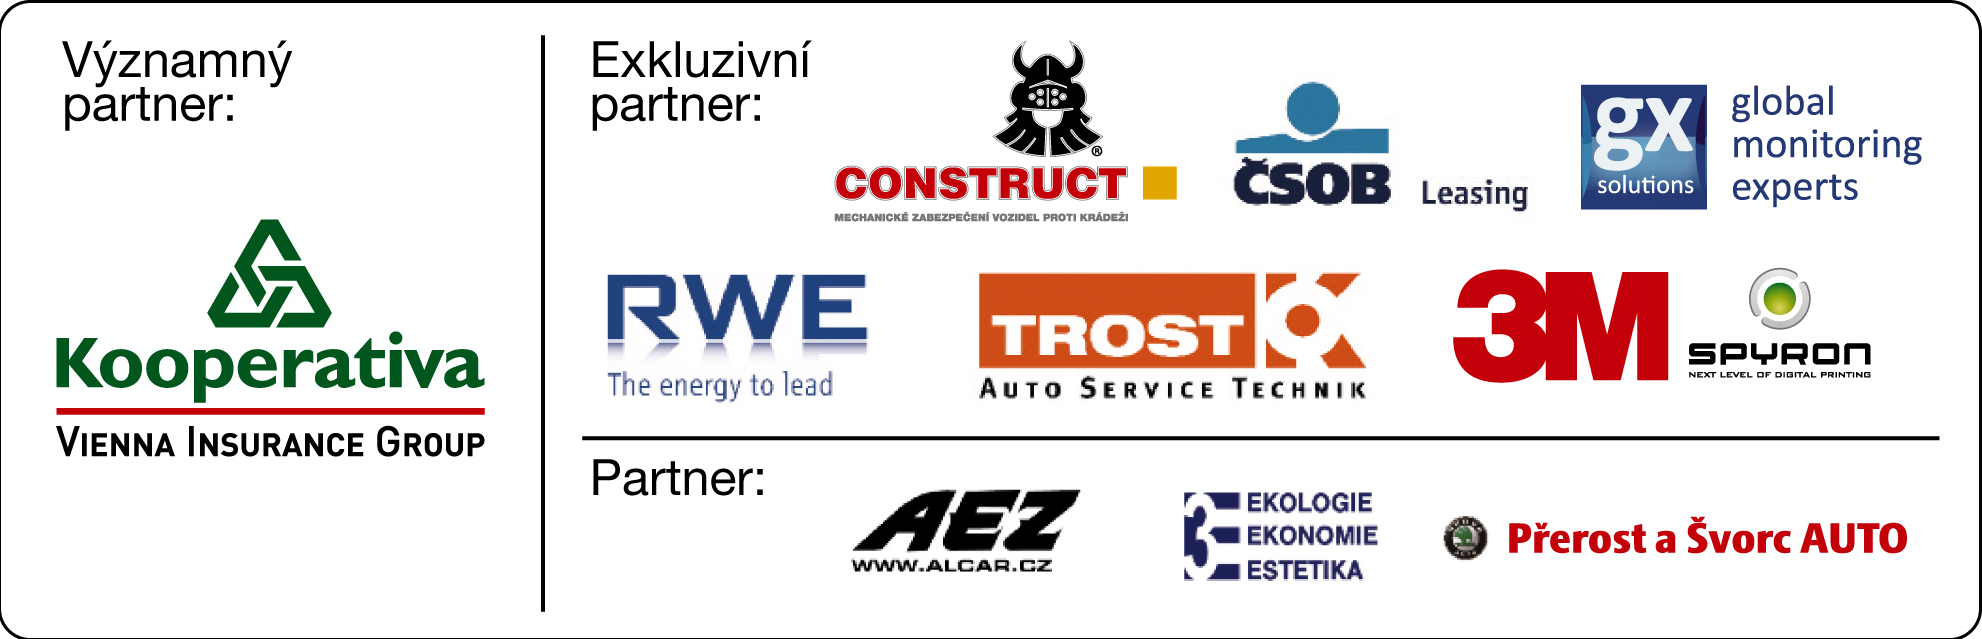 Významný
partner:
Kooperativa
VIENNA INSURANCE GROUP
Exkluzivní
partner:
CONSTRUCT
®
MECHANICKÉ ZABEZPEČENÍ VOZIDEL PROTI KRÁDEŽI
ČSOB Leasing
gx
solutions
global
monitoring
experts
RWE
The energy to lead
TROST
AUTO SERVICE TECHNIK
3M
SPYRON
NEXT LEVEL OF DIGITAL PRINTING
Partner:
AEZ
WWW.ALCAR.CZ
3E
EKOLOGIE
EKONOMIE
ESTETIKA
Přerost a Švorc AUTO